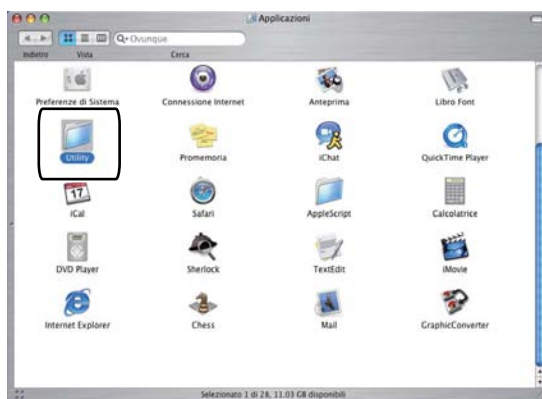 Applicazioni
Q- Ovunque
Indietro Vista Cerca
Preferenze di Sistema Connessione Internet Anteprima Libro Font
Utility Promemoria iChat QuickTime Player
17
iCal Safari AppleScript Calcolatrice
DVD Player Sherlock TextEdit iMovie
Internet Explorer Chess Mail GraphicConverter
Selezionato 1 di 28, 11.03 GB disponibili